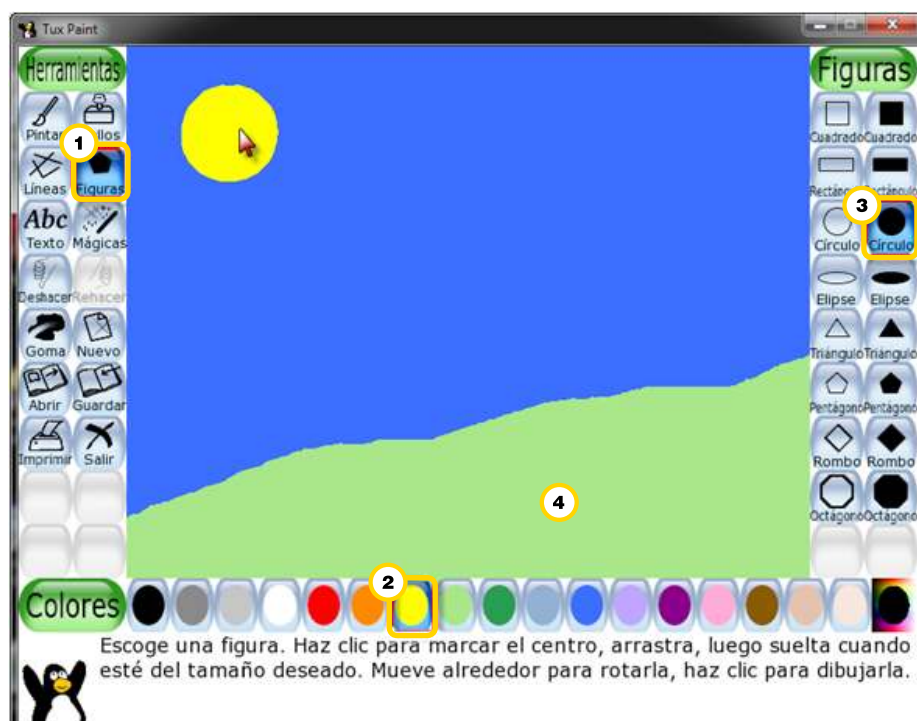 Tux Paint
Herramientas
Figuras
Pintar
llos
Cuadrado Cuadrado
1
Líneas Figuras
Rectángulo
3
Texto Mágicas
Abc
Círculo Círculo
Deshacer Rehacer
Elipse Elipse
Goma Nuevo
Triángulo Triángulo
Abrir Guardar
Pentágono Pentágono
Imprimir Salir
Rombo Rombo
4
Octágono Octágono
2
Colores
Escoge una figura. Haz clic para marcar el centro, arrastra, luego suelta cuando
esté del tamaño deseado. Mueve alrededor para rotarla, haz clic para dibujarla.